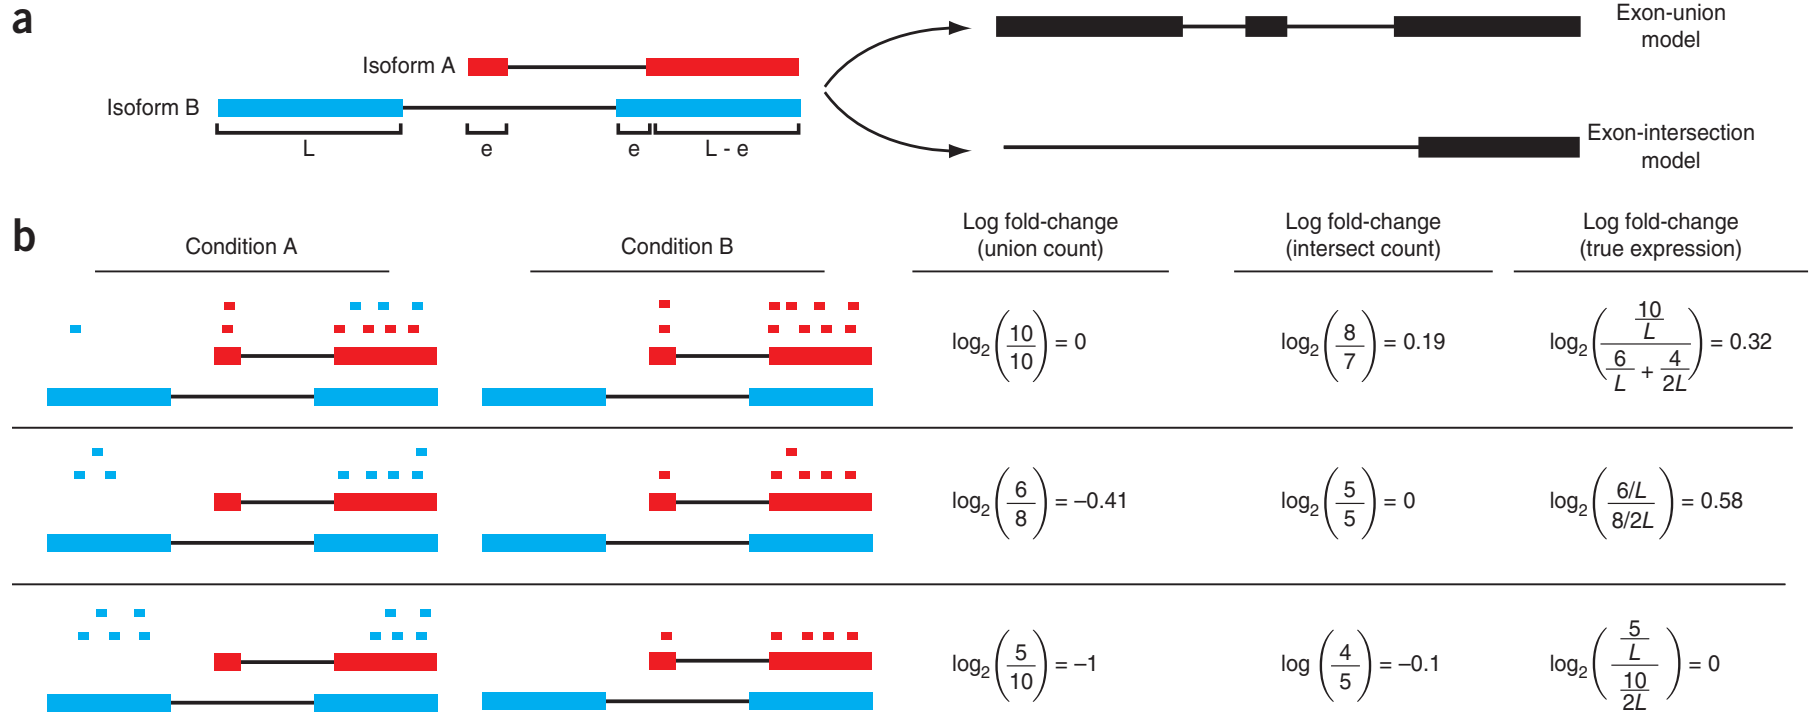 a
Exon-union
model
Isoform A
Isoform B
L
e
e
L - e
Exon-intersection
model
b
Condition A
Condition B
Log fold-change
(union count)
Log fold-change
(intersect count)
Log fold-change
(true expression)
log2(10/10) = 0
log2(8/7) = 0.19
log2((10/L)/(6/L + 4/2L)) = 0.32
log2(6/8) = –0.41
log2(5/5) = 0
log2((6/L)/(8/2L)) = 0.58
log2(5/10) = –1
log (4/5) = –0.1
log2((5/L)/(10/2L)) = 0